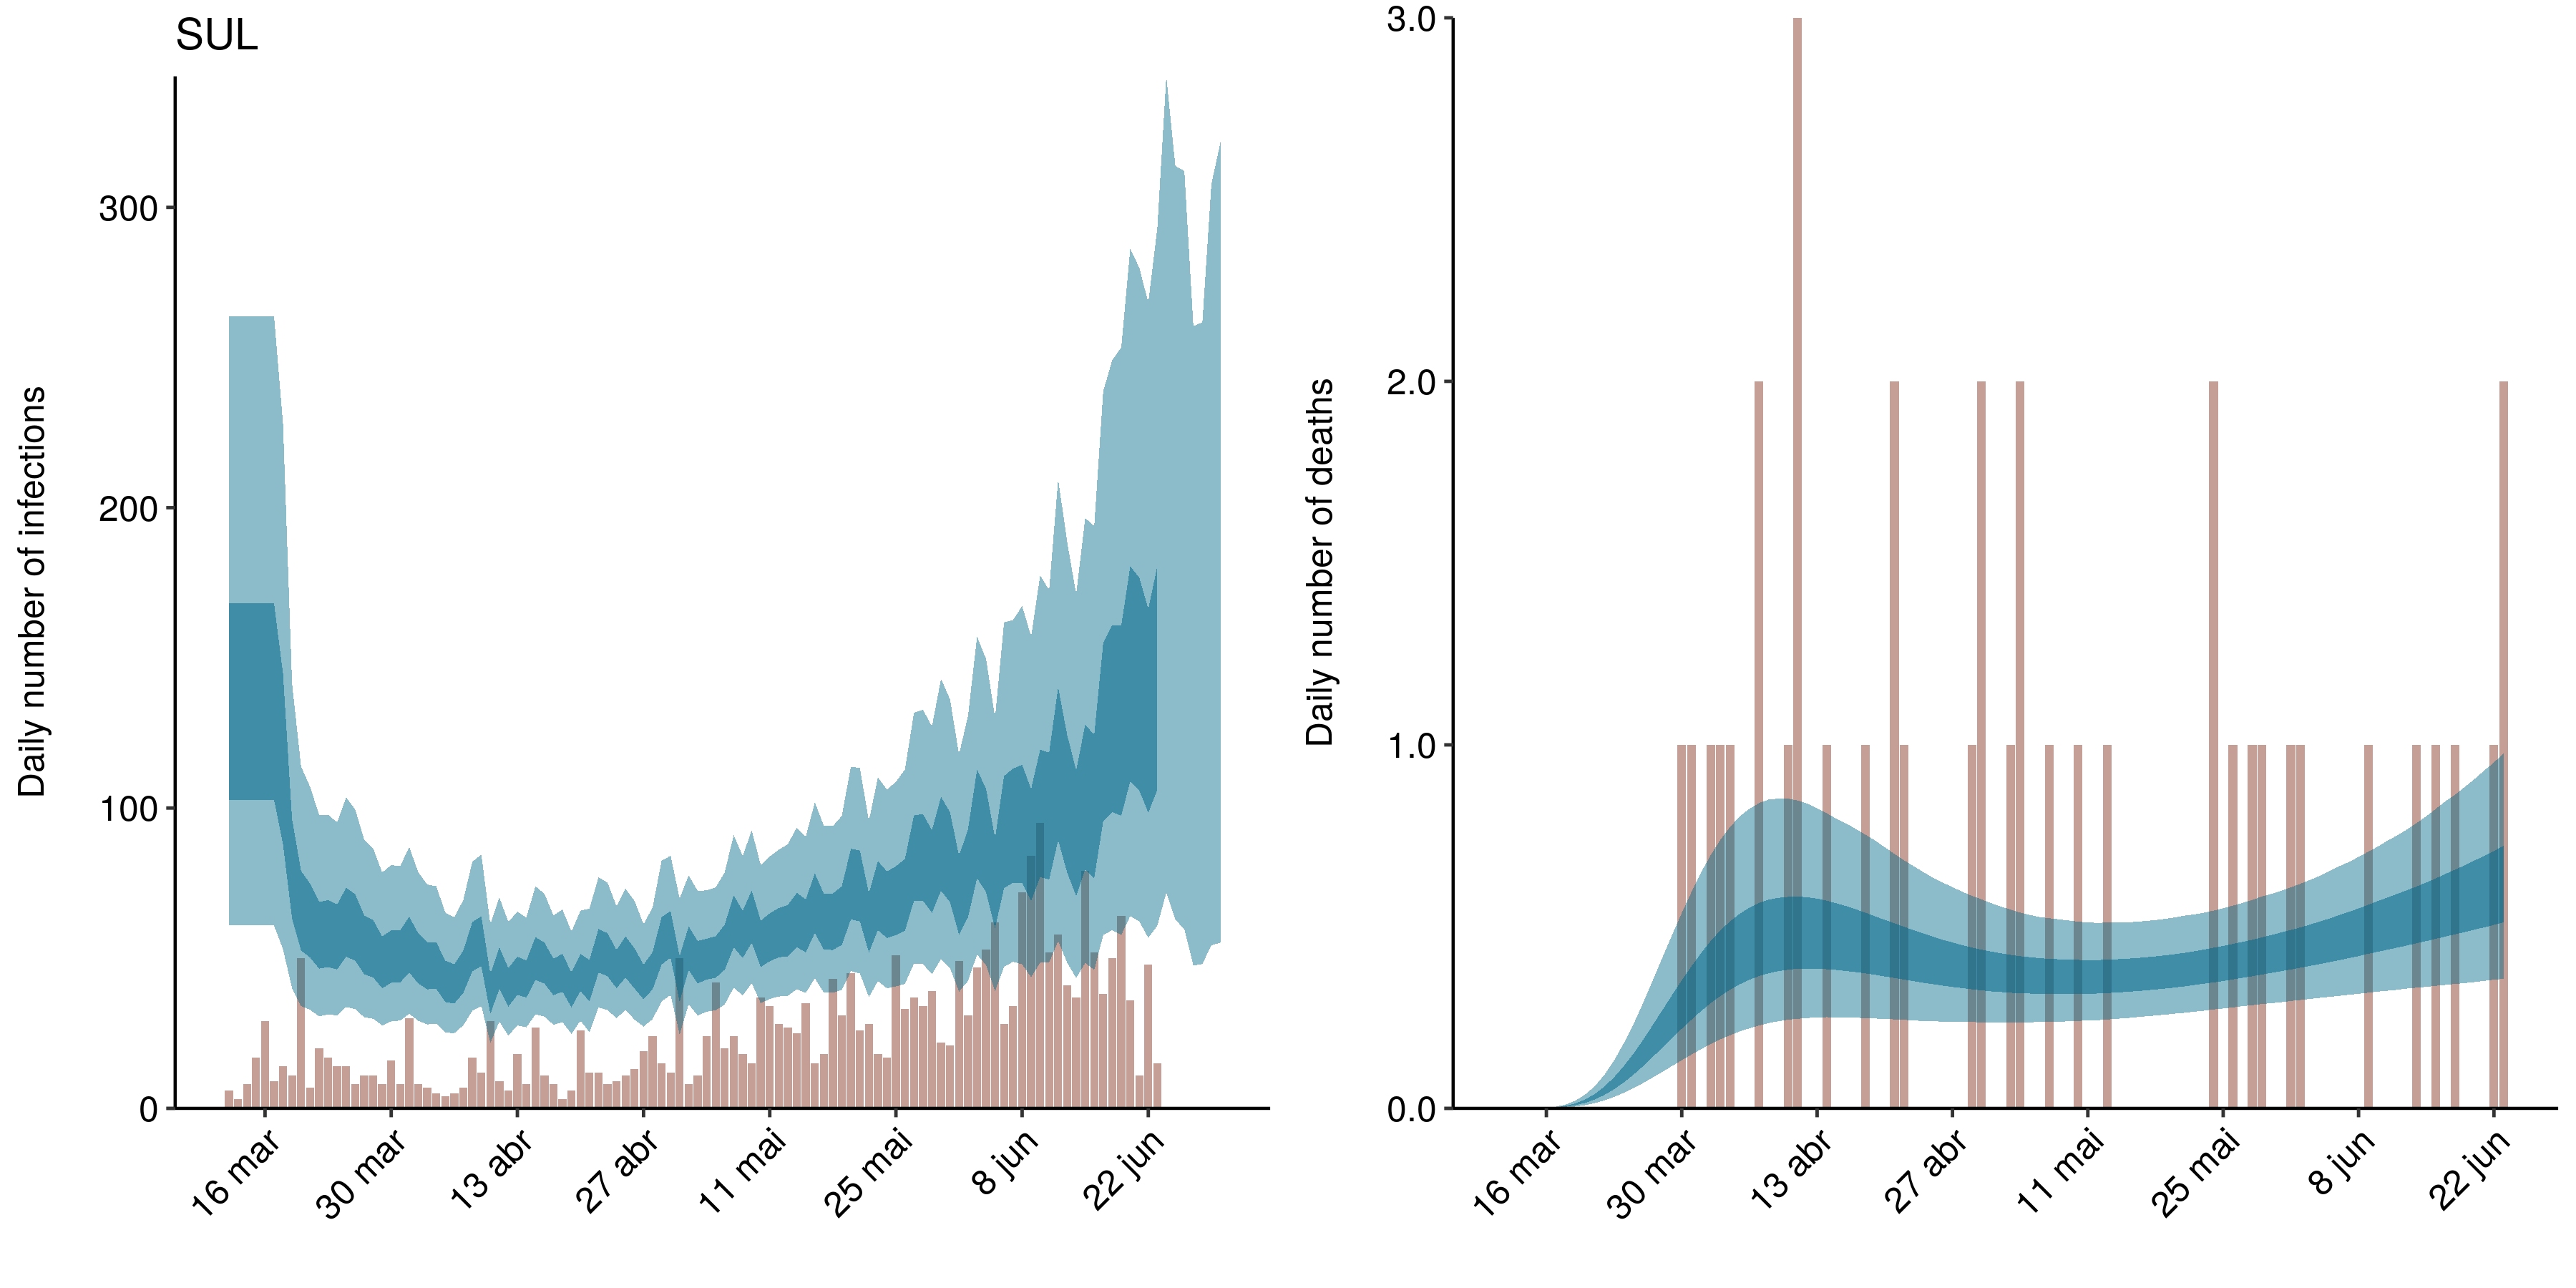 SUL
Daily number of infections
300
200
100
0
16 mar
30 mar
13 abr
27 abr
11 mai
25 mai
8 jun
22 jun
Daily number of deaths
3.0
2.0
1.0
0.0
16 mar
30 mar
13 abr
27 abr
11 mai
25 mai
8 jun
22 jun